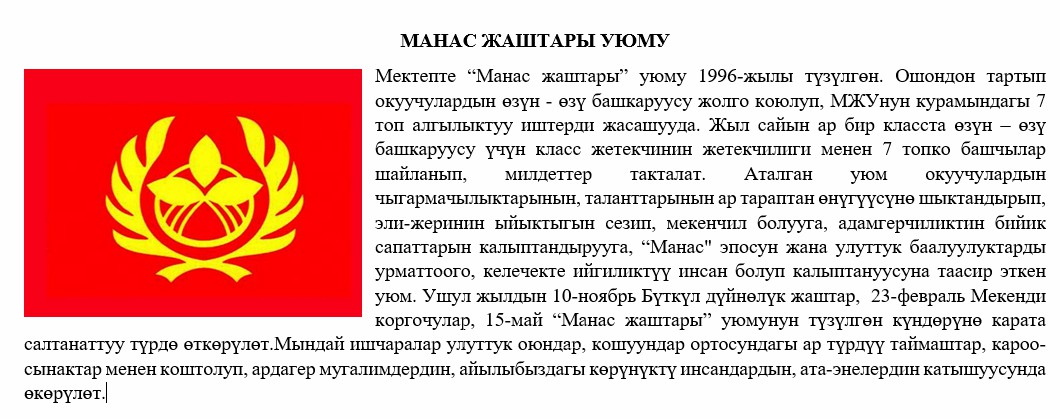 МАНАС ЖАШТАРЫ УЮМУ
Мектепте “Манас жаштары” уюму 1996-жылы түзүлгөн. Ошондон тартып
окуучулардын өзүн - өзү башкаруусу жолго коюлуп, МЖУнун курамындагы 7
топ алгылыктуу иштерди жасашууда. Жыл сайын ар бир класста өзүн – өзү
башкаруусу үчүн класс жетекчинин жетекчилиги менен 7 топко башчылар
шайланып, милдеттер такталат. Аталган уюм окуучулардын
чыгармачылыктарынын, таланттарынын ар тараптан өнүгүүсүнө шыктандырып,
эли-жеринин ыйыктыгын сезип, мекенчил болууга, адамгерчиликтин бийик
сапаттарын калыптандырууга, “Манас" эпосун жана улуттук баалуулуктарды
урматтоого, келечекте ийгиликтүү инсан болуп калыптануусуна таасир эткен
уюм. Ушул жылдын 10-ноябрь Бүткүл дүйнөлүк жаштар, 23-февраль Мекенди
коргочулар, 15-май “Манас жаштары” уюмунун түзүлгөн күндөрүнө карата
салтанаттуу түрдө өткөрүлөт.Мындай ишчаралар улуттук оюндар, кошуундар ортосундагы ар түрдүү таймаштар, кароо-
сынактар менен коштолуп, ардагер мугалимдердин, айылыбыздагы көрүнүктү инсандардын, ата-энелердин катышуусунда
өкөрүлөт.